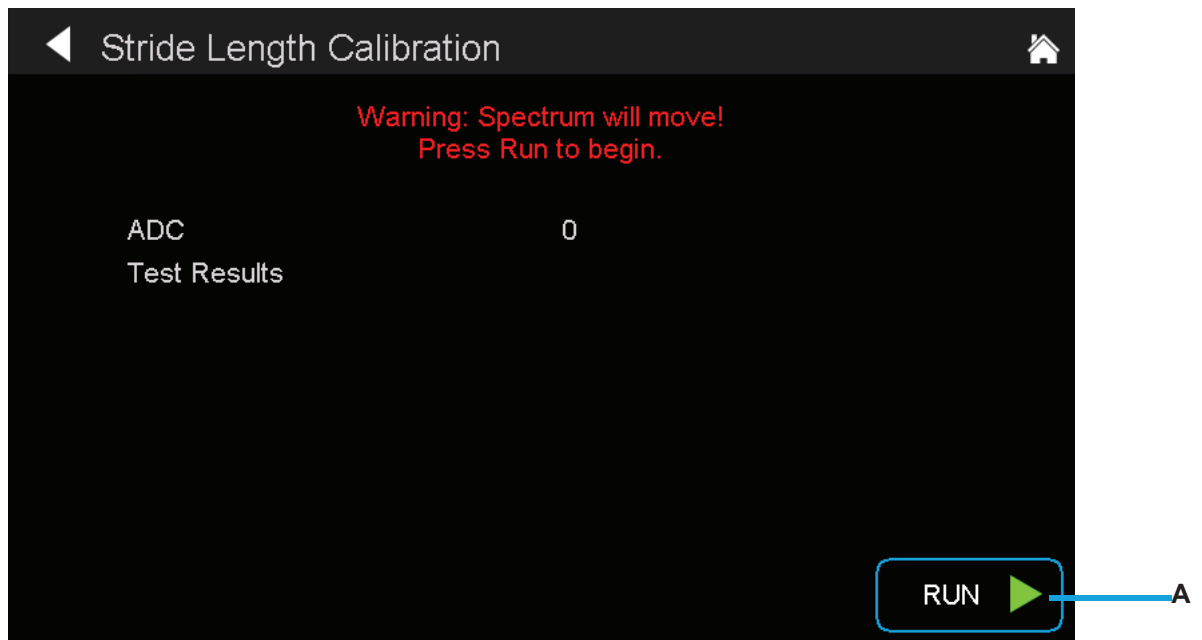 Stride Length Calibration
Warning: Spectrum will move!
Press Run to begin.
ADC 0
Test Results
RUN
A